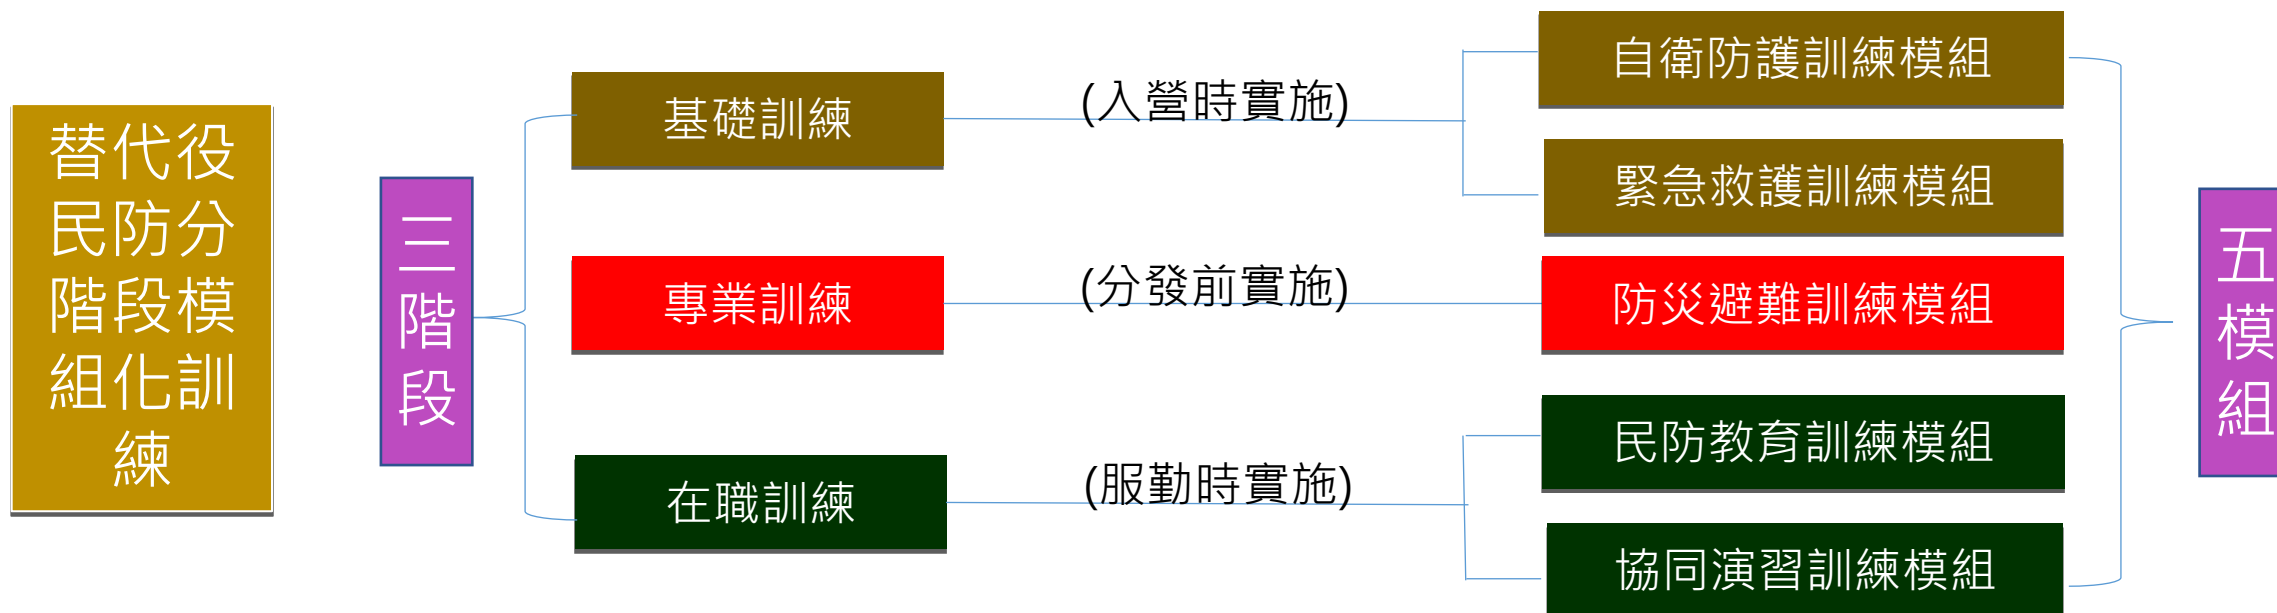 替代役
民防分
階段模
組化訓
練
三
階
段
基礎訓練
(入營時實施)
自衛防護訓練模組
緊急救護訓練模組
專業訓練
(分發前實施)
防災避難訓練模組
在職訓練
(服勤時實施)
民防教育訓練模組
協同演習訓練模組
五
模
組